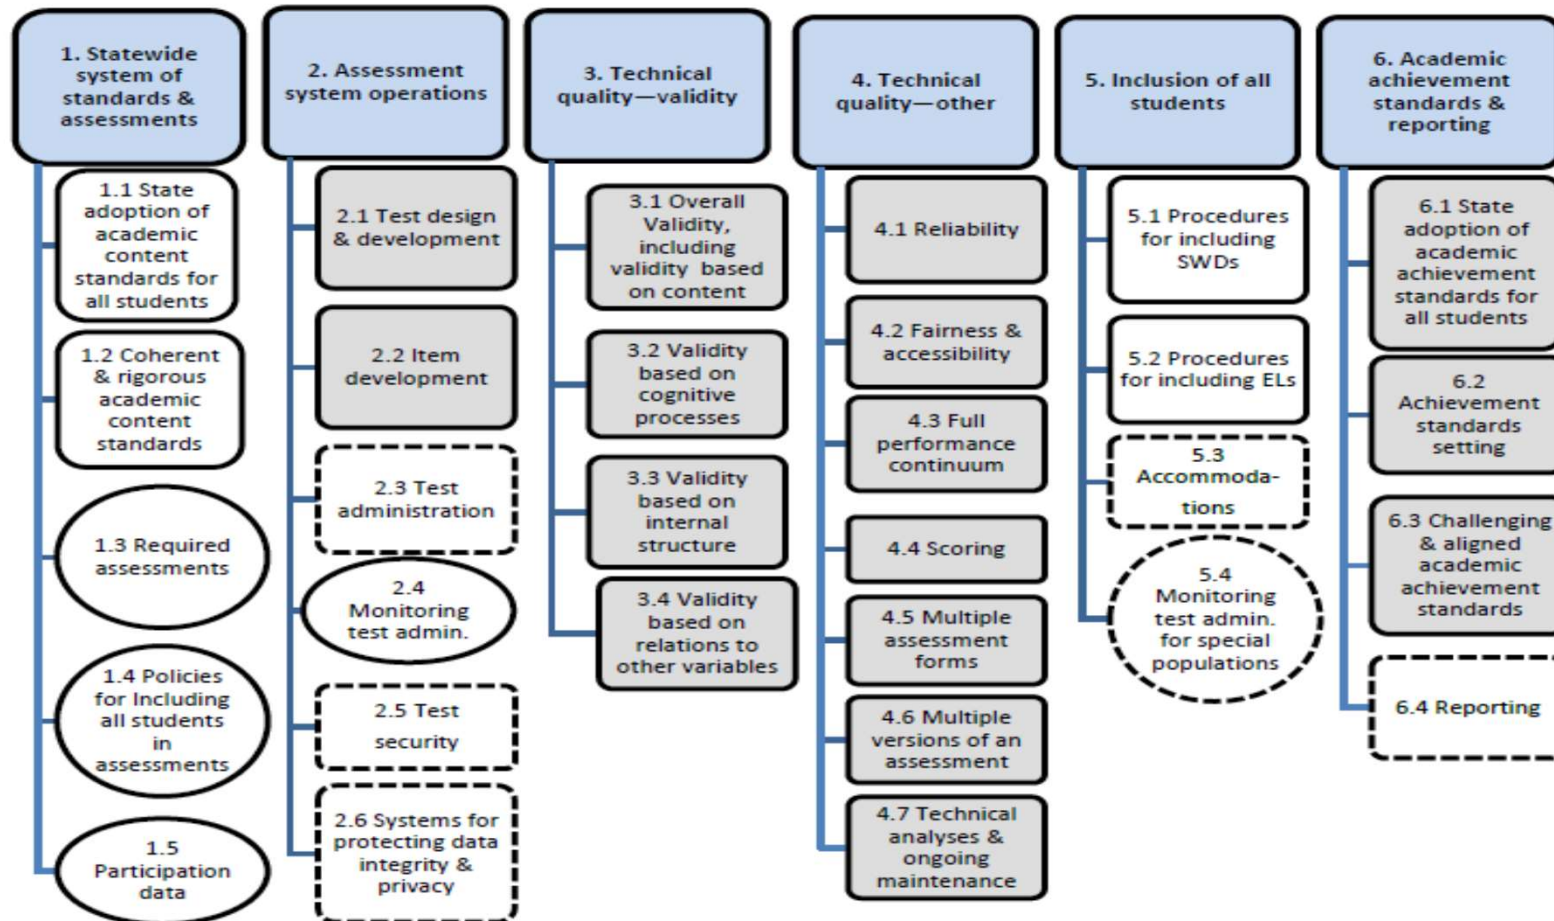 1. Statewide
system of
standards &
assessments
1.1 State
adoption of
academic
content
standards for
all students
1.2 Coherent
& rigorous
academic
content
standards
1.3 Required
assessments
1.4 Policies
for Including
all students
in
assessments
1.5
Participation
data
2. Assessment
system operations
2.1 Test design
& development
2.2 Item
development
2.3 Test
administration
2.4
Monitoring
test admin.
2.5 Test
security
2.6 Systems for
protecting data
integrity &
privacy
3. Technical
quality—validity
3.1 Overall
Validity,
including
validity based
on content
3.2 Validity
based on
cognitive
processes
3.3 Validity
based on
internal
structure
3.4 Validity
based on
relations to
other variables
4. Technical
quality—other
4.1 Reliability
4.2 Fairness &
accessibility
4.3 Full
performance
continuum
4.4 Scoring
4.5 Multiple
assessment
forms
4.6 Multiple
versions of an
assessment
4.7 Technical
analyses &
ongoing
maintenance
5. Inclusion of all
students
5.1 Procedures
for including
SWDs
5.2 Procedures
for including ELs
5.3
Accommoda-
tions
5.4
Monitoring
test admin.
for special
populations
6. Academic
achievement
standards &
reporting
6.1 State
adoption of
academic
achievement
standards for
all students
6.2
Achievement
standards
setting
6.3 Challenging
& aligned
academic
achievement
standards
6.4 Reporting